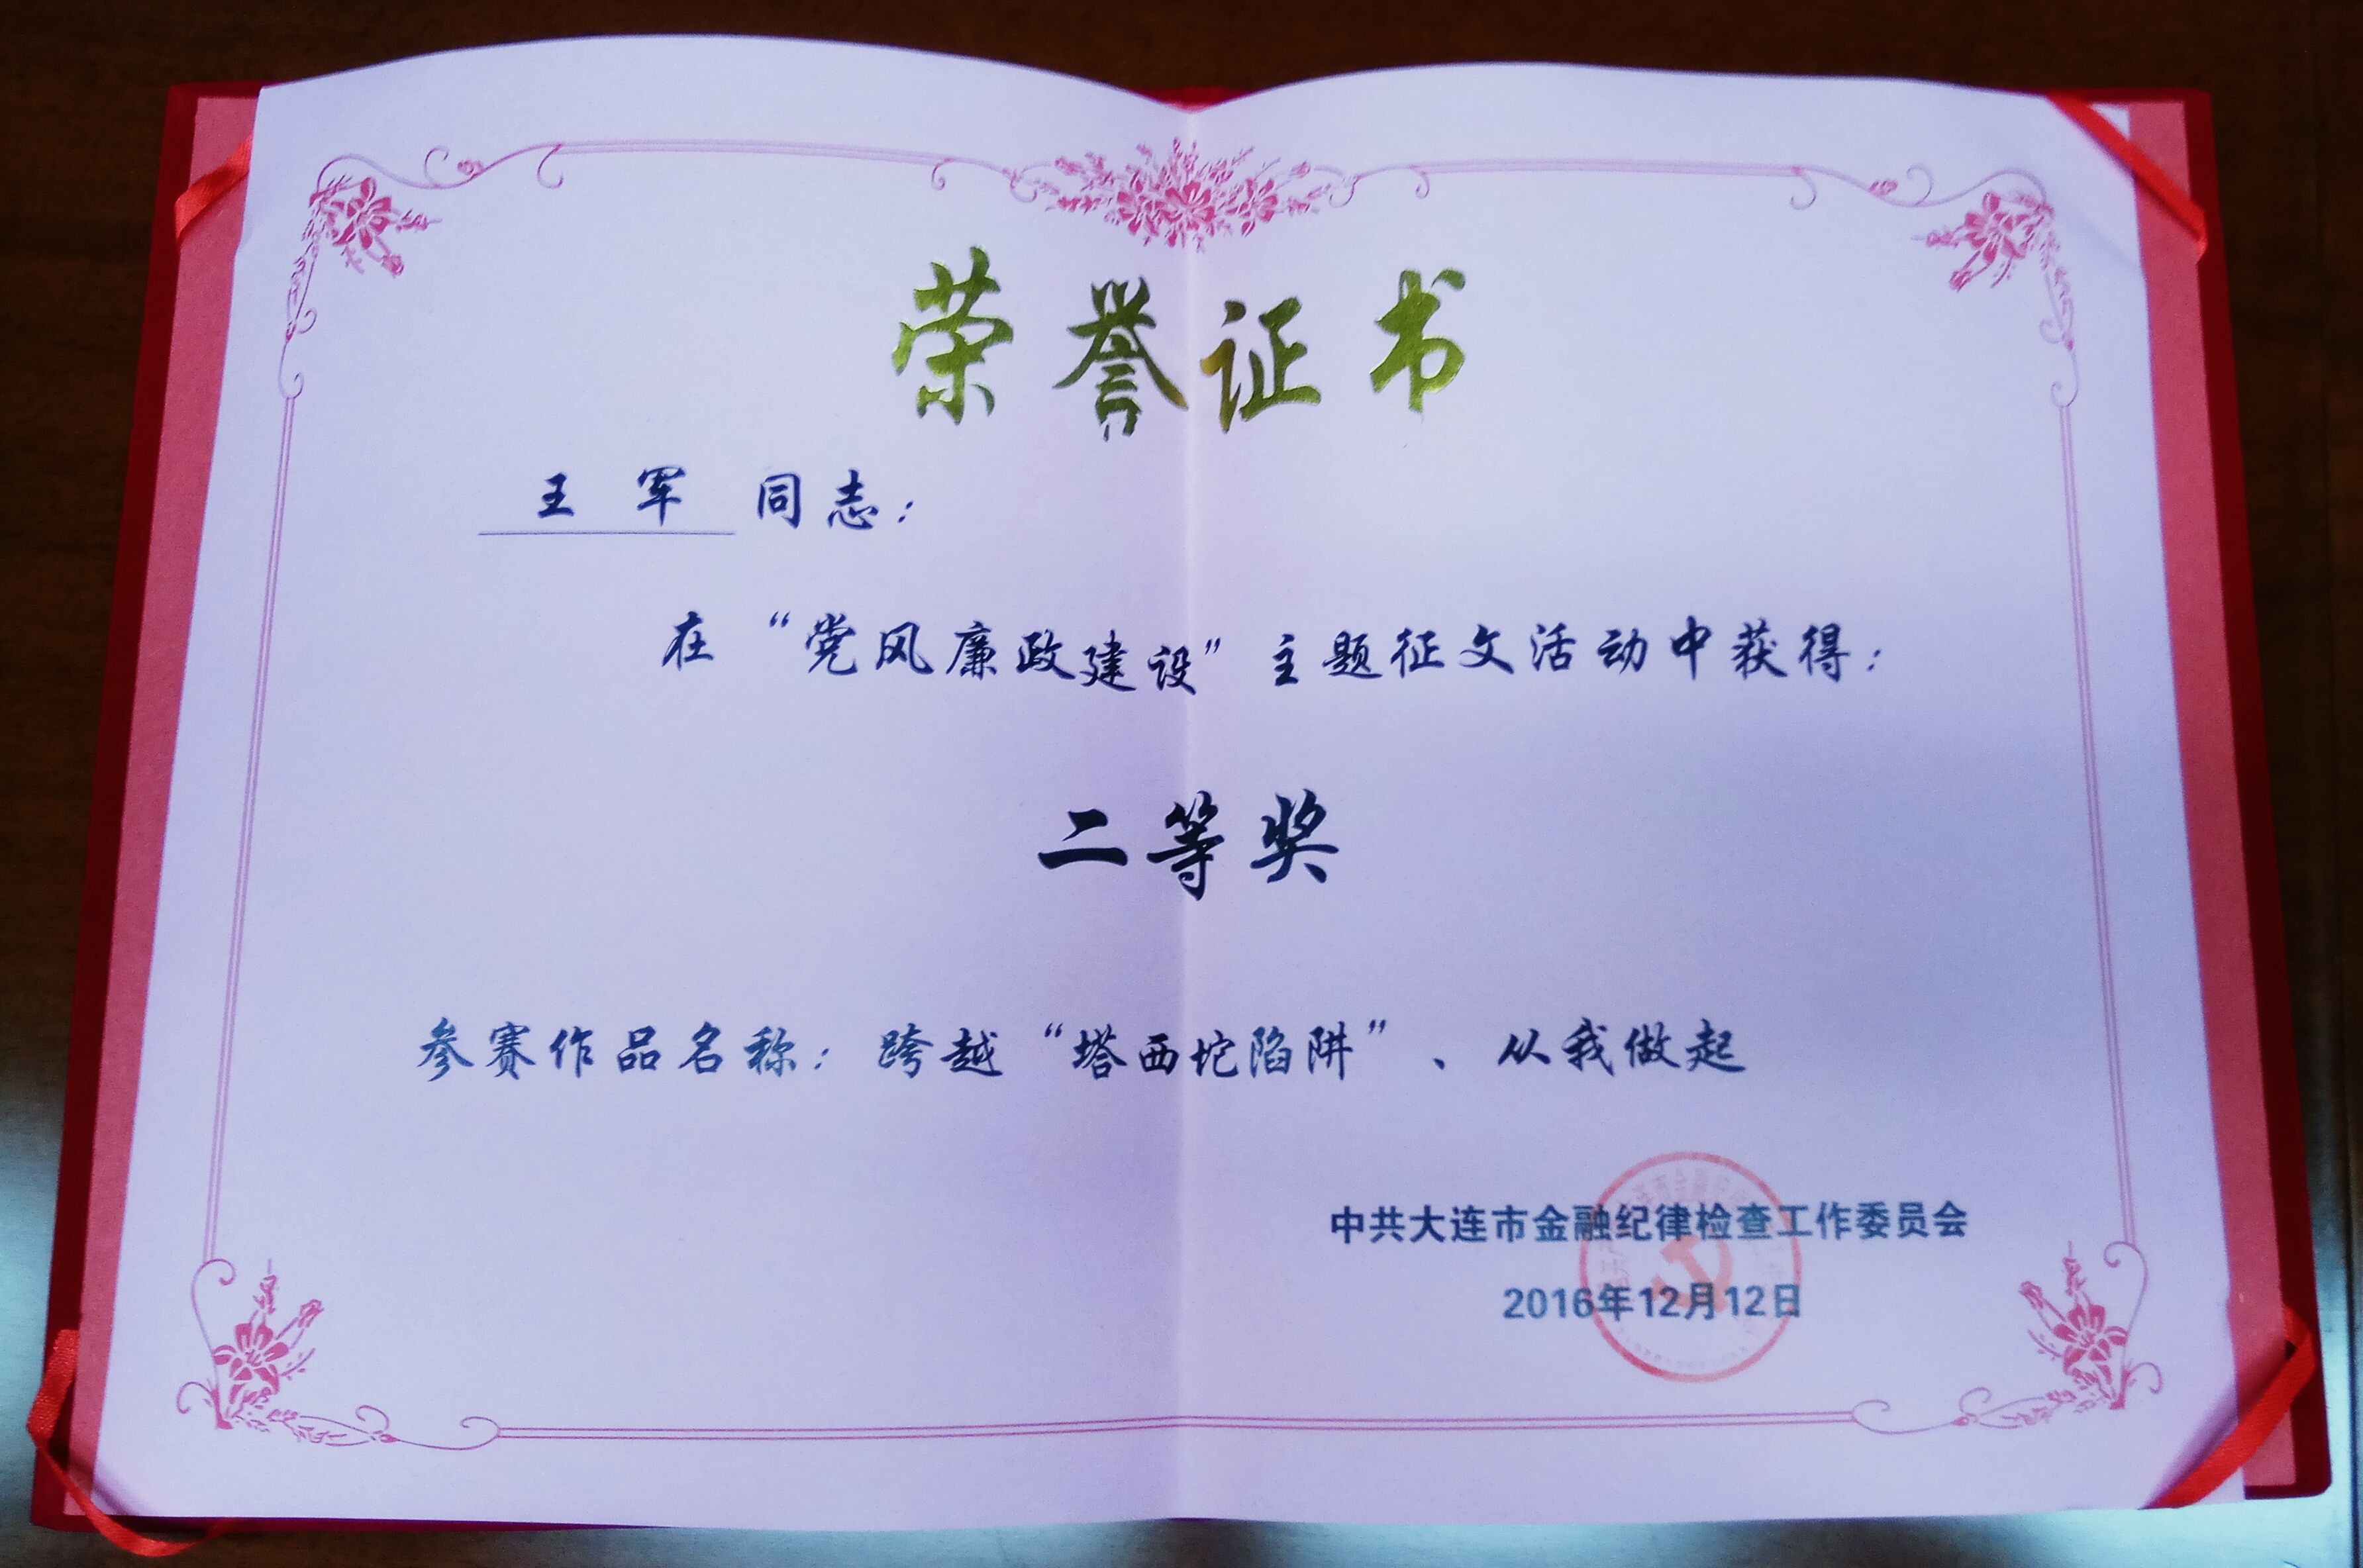 荣誉证书
王军 同志：
在“党风廉政建设”主题征文活动中获得：
二等奖
参赛作品名称：跨越“塔西坨陷阱”、从我做起
中共大连市金融纪律检查工作委员会
2016年12月12日